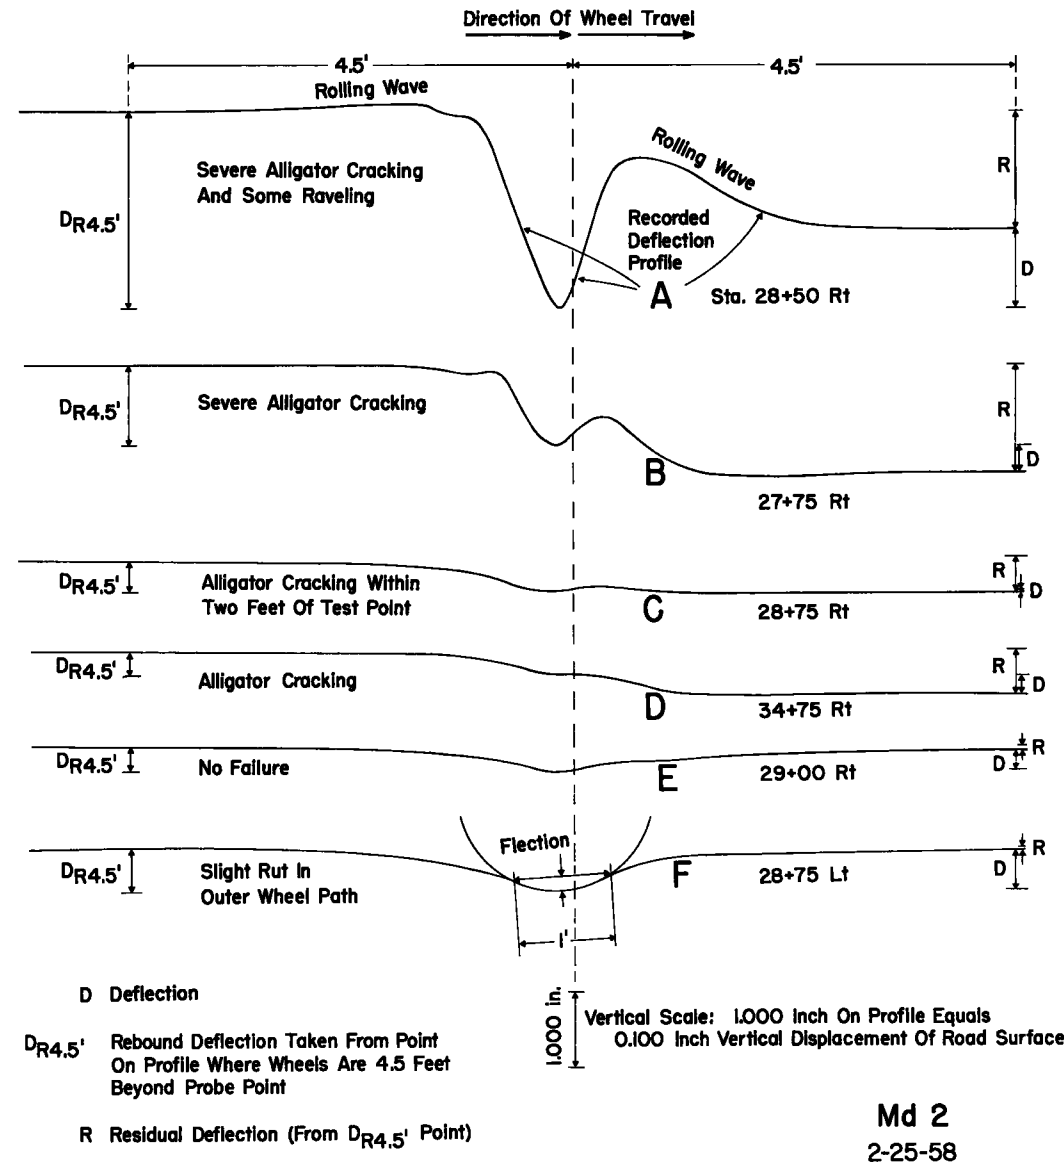 Direction Of Wheel Travel
4.5'
4.5'
Rolling Wave
Rolling Wave
Severe Alligator Cracking
And Some Raveling
R
DR4.5'
Recorded
Deflection
Profile
D
A
Sta. 28+50 Rt
DR4.5'
Severe Alligator Cracking
R
D
B
27+75 Rt
DR4.5'
Alligator Cracking Within
Two Feet Of Test Point
R
D
C
28+75 Rt
DR4.5'
Alligator Cracking
R
D
D
34+75 Rt
DR4.5'
No Failure
R
D
E
29+00 Rt
Flection
R
DR4.5'
Slight Rut In
Outer Wheel Path
F
28+75 Lt
D
1'
D Deflection
1.000 in.
Vertical Scale: 1.000 Inch On Profile Equals
0.100 Inch Vertical Displacement Of Road Surface
DR4.5' Rebound Deflection Taken From Point
On Profile Where Wheels Are 4.5 Feet
Beyond Probe Point
R Residual Deflection (From DR4.5' Point)
Md 2
2-25-58